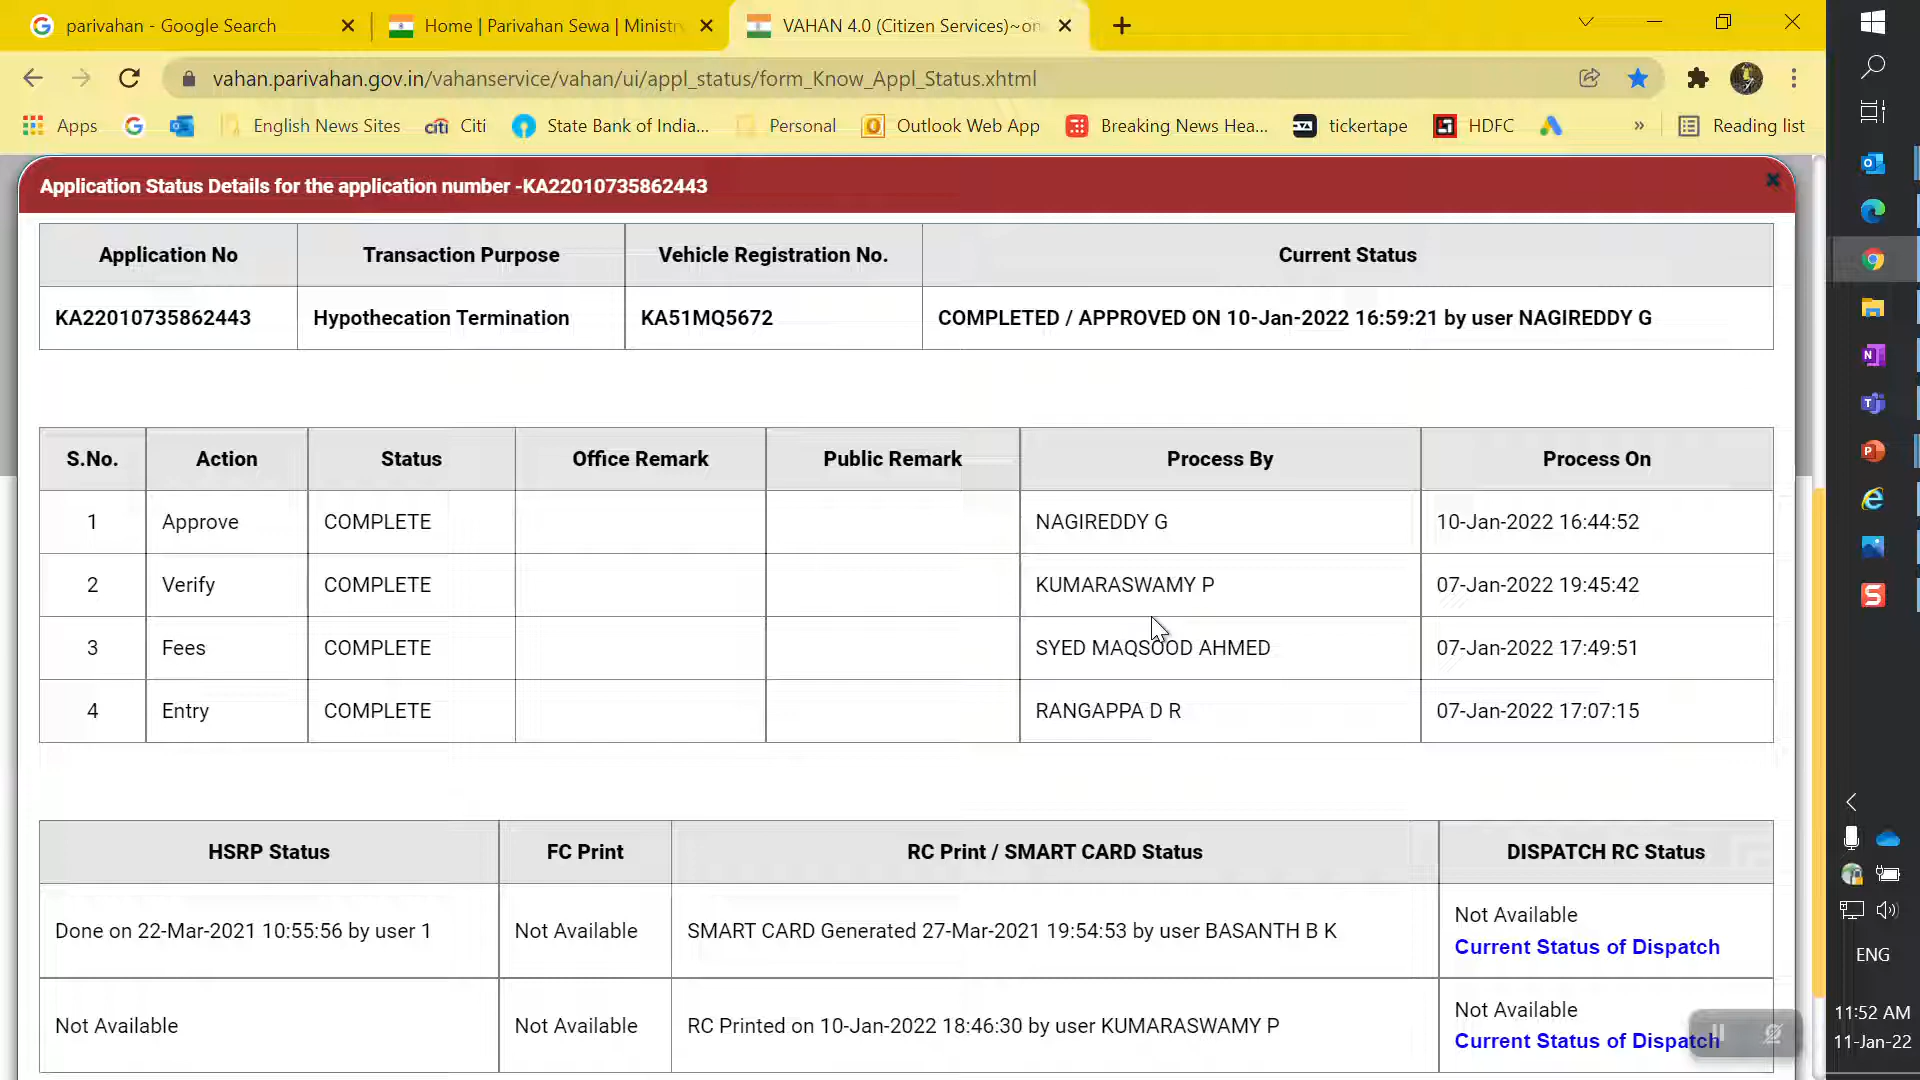 parivahan - Google Search
Home | Parivahan Sewa | Ministr
VAHAN 4.0 (Citizen Services)~on
vahan.parivahan.gov.in/vahanservice/vahan/ui/appl_status/form_Know_Appl_Status.xhtml
Apps English News Sites citi Citi State Bank of India... Personal Outlook Web App Breaking News Hea... tickertape HDFC » Reading list
Application Status Details for the application number -KA22010735862443
Application No Transaction Purpose Vehicle Registration No. Current Status
KA22010735862443 Hypothecation Termination KA51MQ5672 COMPLETED / APPROVED ON 10-Jan-2022 16:59:21 by user NAGIREDDY G
S.No. Action Status Office Remark Public Remark Process By Process On
1 Approve COMPLETE NAGIREDDY G 10-Jan-2022 16:44:52
2 Verify COMPLETE KUMARASWAMY P 07-Jan-2022 19:45:42
3 Fees COMPLETE SYED MAQSOOD AHMED 07-Jan-2022 17:49:51
4 Entry COMPLETE RANGAPPA D R 07-Jan-2022 17:07:15
HSRP Status FC Print RC Print / SMART CARD Status DISPATCH RC Status
Done on 22-Mar-2021 10:55:56 by user 1 Not Available SMART CARD Generated 27-Mar-2021 19:54:53 by user BASANTH B K Not Available
Current Status of Dispatch
Not Available Not Available RC Printed on 10-Jan-2022 18:46:30 by user KUMARASWAMY P Not Available
Current Status of Dispatch
ENG
11:52 AM
11-Jan-22